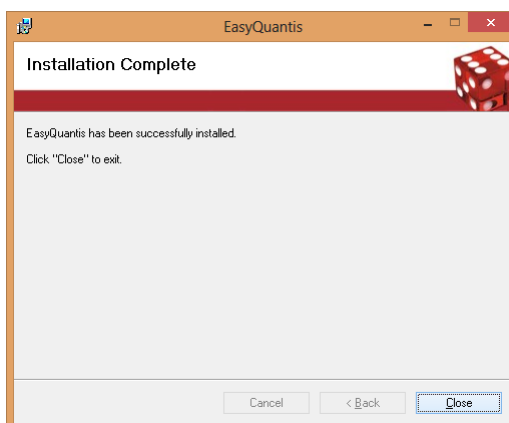 EasyQuantis
Installation Complete
EasyQuantis has been successfully installed.
Click "Close" to exit.
Cancel
< Back
Close